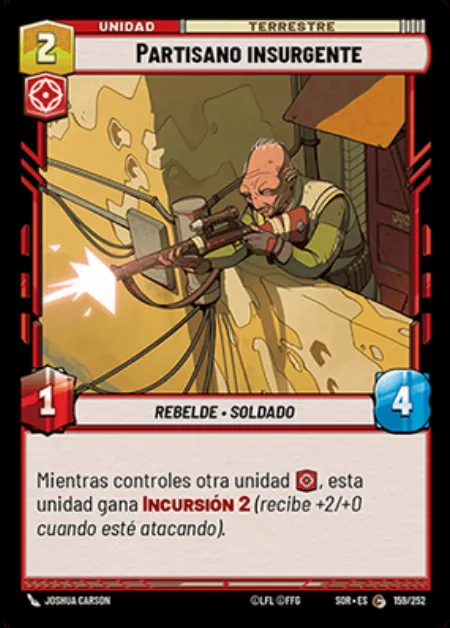 UNIDAD
TERRESTRE
2
PARTISANO INSURGENTE
1
REBELDE • SOLDADO
4
Mientras controles otra unidad , esta
unidad gana INCURSIÓN 2 (recibe +2/+0
cuando esté atacando).
JOSHUA CARSON
©LFL ©FFG
SOR • ES
C
159/252